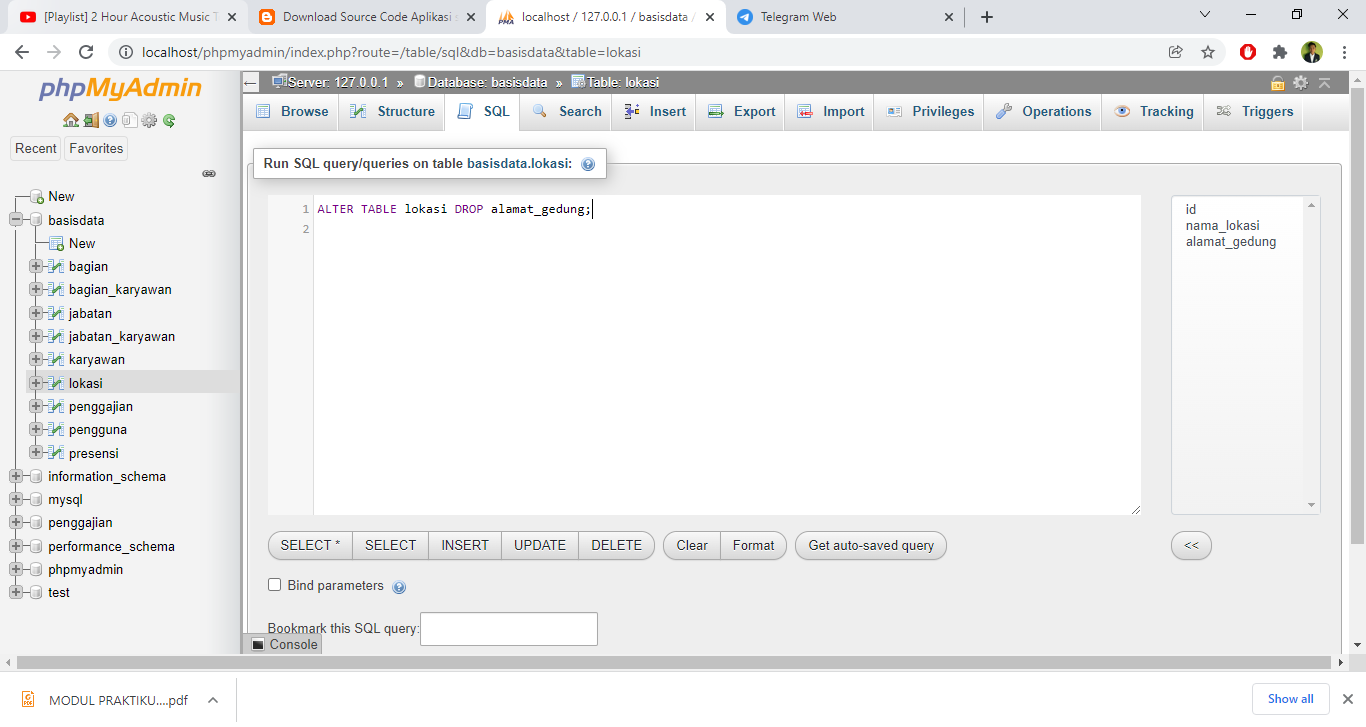 [Playlist] 2 Hour Acoustic Music T
Download Source Code Aplikasi s
localhost / 127.0.0.1 / basisdata /
Telegram Web
localhost/phpmyadmin/index.php?route=/table/sql&db=basisdata&table=lokasi
phpMyAdmin
Recent
Favorites
New
basisdata
New
bagian
bagian_karyawan
jabatan
jabatan_karyawan
karyawan
lokasi
penggajian
pengguna
presensi
information_schema
mysql
penggajian
performance_schema
phpmyadmin
test
Server: 127.0.0.1 » Database: basisdata » Table: lokasi
Browse
Structure
SQL
Search
Insert
Export
Import
Privileges
Operations
Tracking
Triggers
Run SQL query/queries on table basisdata.lokasi:
1 ALTER TABLE lokasi DROP alamat_gedung;
2
id
nama_lokasi
alamat_gedung
SELECT *
SELECT
INSERT
UPDATE
DELETE
Clear
Format
Get auto-saved query
<<
Bind parameters
Bookmark this SQL query:
Console
MODUL PRAKTIKU....pdf
Show all